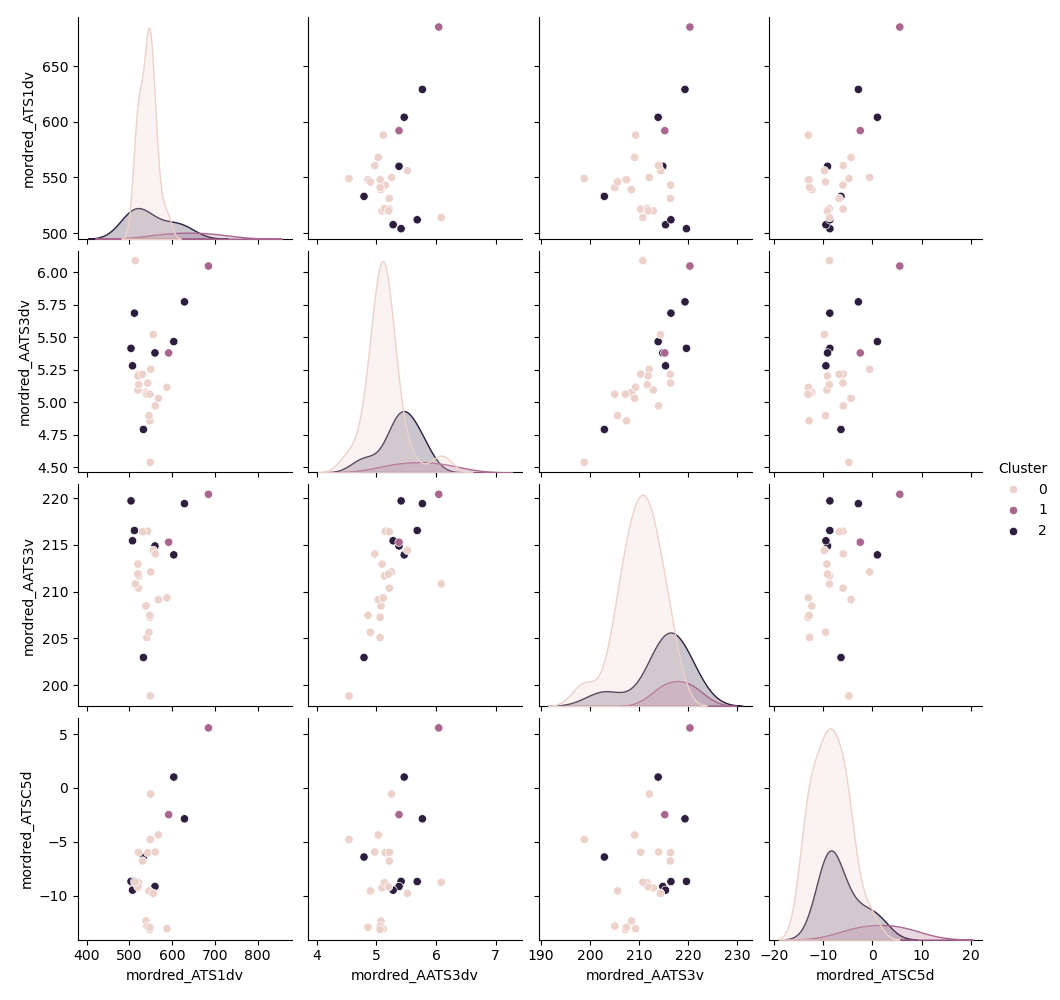 mordred_ATS1dv
650
600
550
500
mordred_AATS3dv
6.00
5.75
5.50
5.25
5.00
4.75
4.50
mordred_AATS3v
220
215
210
205
200
mordred_ATSC5d
5
0
−5
−10
400 500 600 700 800
mordred_ATS1dv
4 5 6 7
mordred_AATS3dv
190 200 210 220 230
mordred_AATS3v
−20 −10 0 10 20
mordred_ATSC5d
Cluster
0
1
2